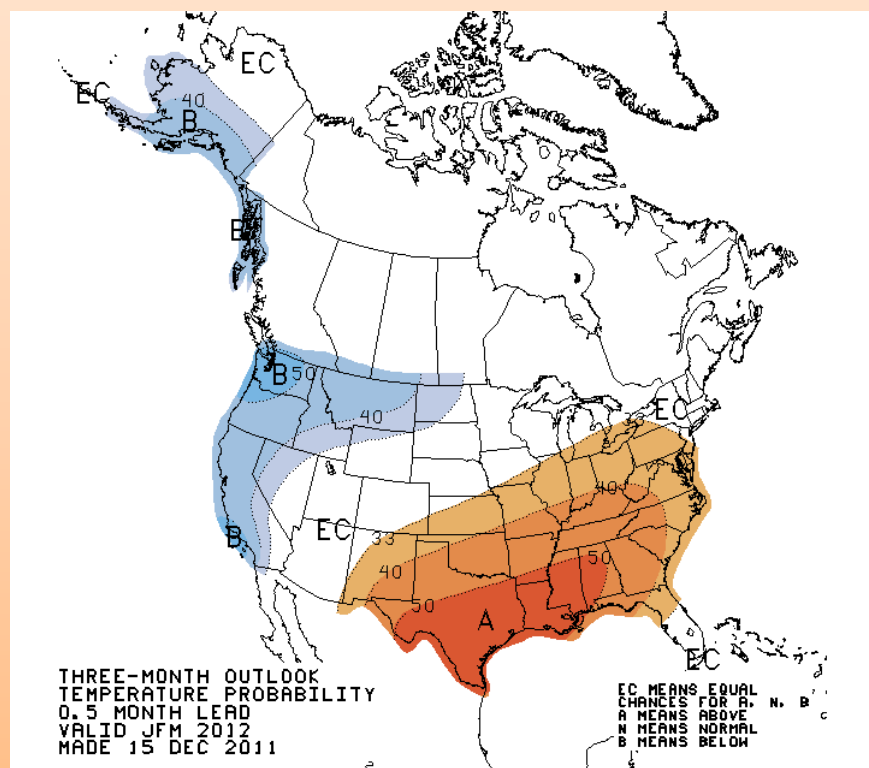 EC
EC
40
B
B
B 50
40
EC
33
40
EC
33
B
40
50
50
A
EC
THREE-MONTH OUTLOOK
TEMPERATURE PROBABILITY
0.5 MONTH LEAD
VALID JFM 2012
MADE 15 DEC 2011
EC MEANS EQUAL
CHANCES FOR A, N, B
A MEANS ABOVE
N MEANS NORMAL
B MEANS BELOW